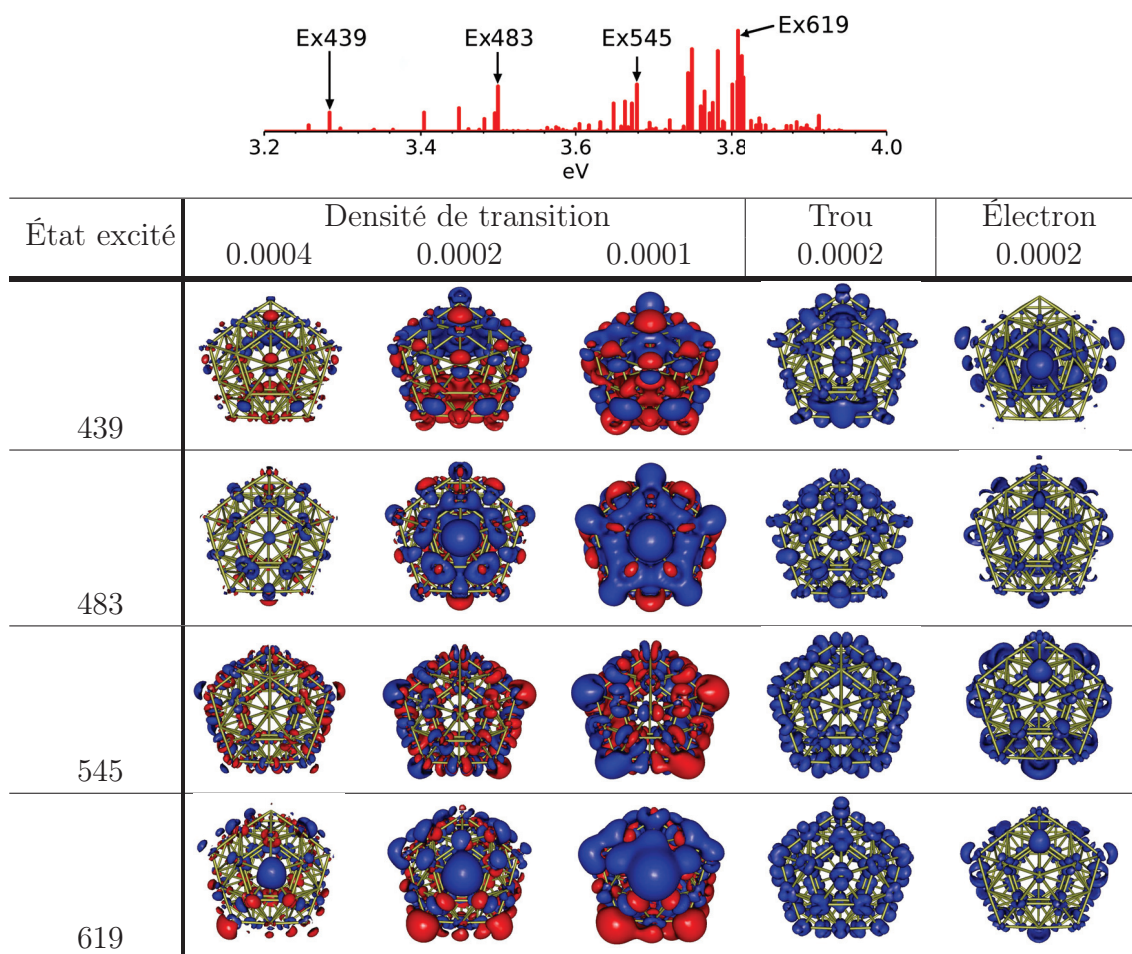 Ex439
Ex483
Ex545
Ex619
3.2 3.4 3.6 3.8 4.0
eV
État excité Densité de transition Trou Électron
0.0004 0.0002 0.0001 0.0002 0.0002
439
483
545
619